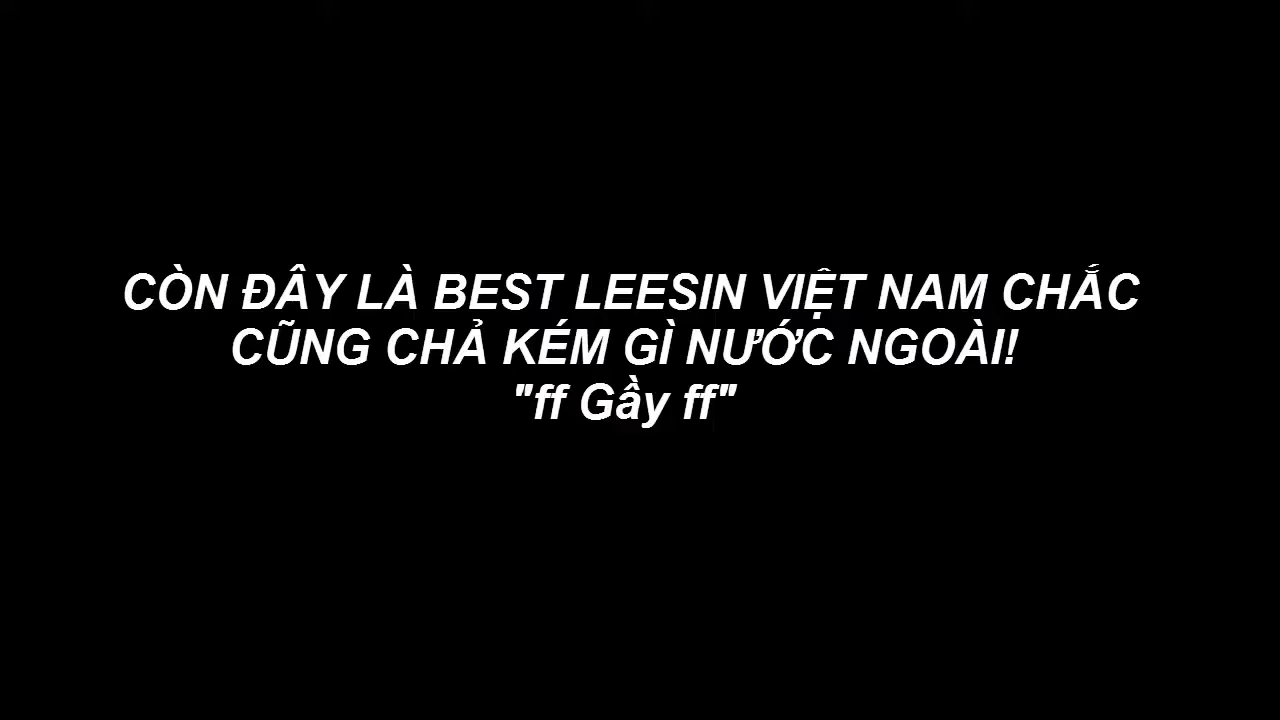 CÒN ĐÂY LÀ BEST LEESIN VIỆT NAM CHẮC
CŨNG CHẢ KÉM GÌ NƯỚC NGOÀI!
"ff Gầy ff"